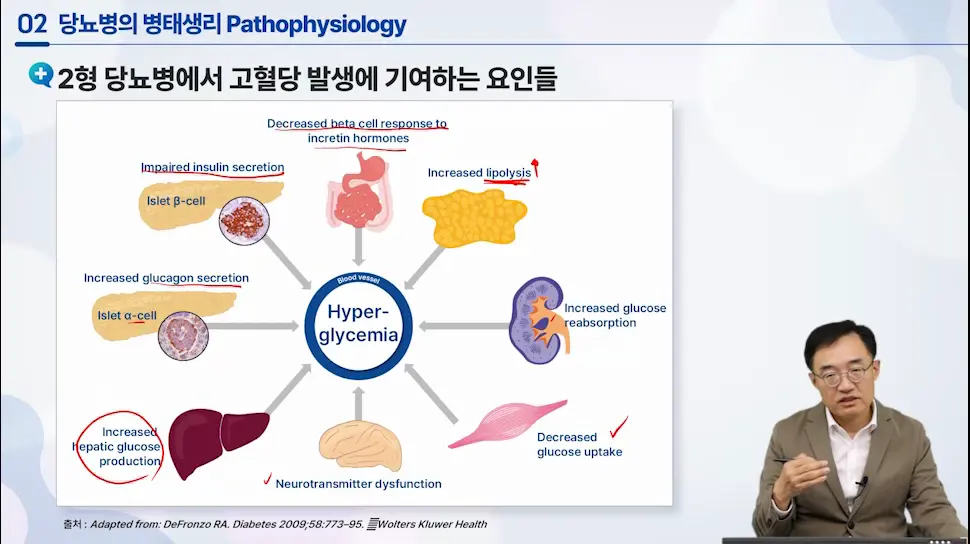 02 당뇨병의 병태생리 Pathophysiology
2형 당뇨병에서 고혈당 발생에 기여하는 요인들
Decreased beta cell response to
incretin hormones
Impaired insulin secretion
Islet β-cell
Increased lipolysis
Increased glucagon secretion
Islet α-cell
Blood vessel
Hyper-
glycemia
Increased glucose
reabsorption
Increased
hepatic glucose
production
Neurotransmitter dysfunction
Decreased
glucose uptake
출처 : Adapted from: DeFronzo RA. Diabetes 2009;58:773–95. Wolters Kluwer Health